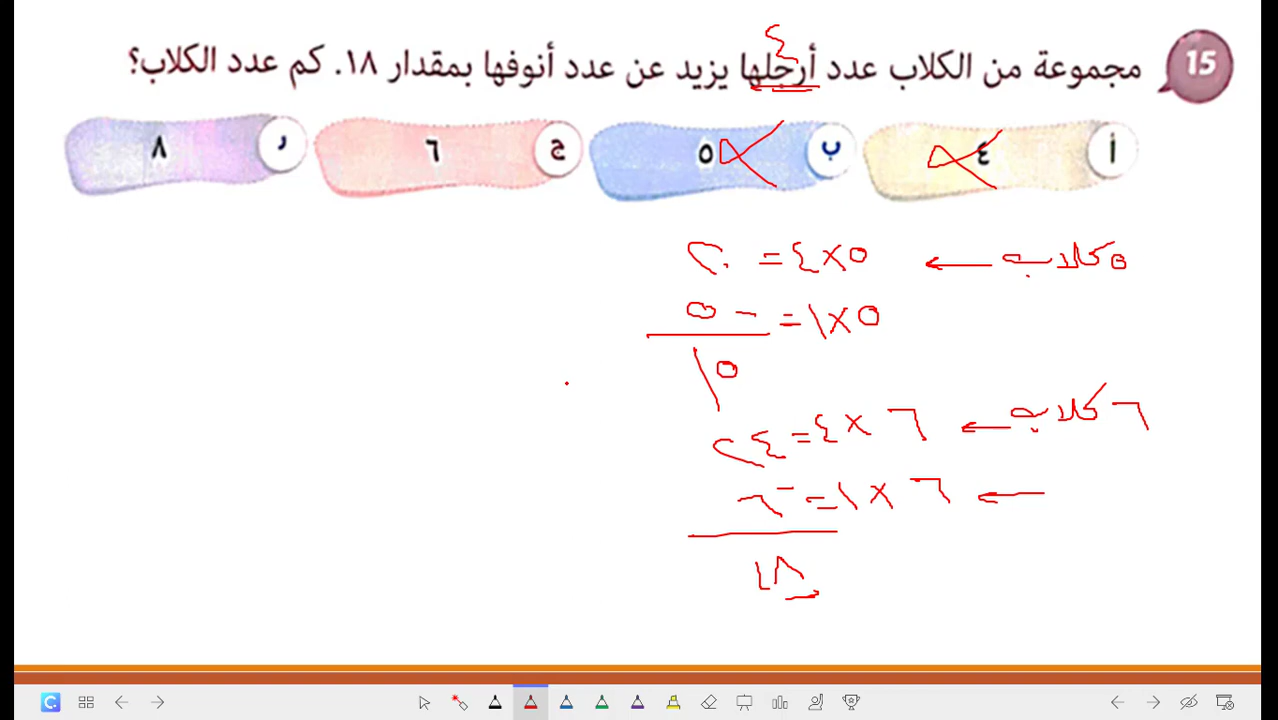 ٤
15 مجموعة من الكلاب عدد أرجلها يزيد عن عدد أنوفها بمقدار ١٨. كم عدد الكلاب؟
أ ٤ ب ٥ ج ٦ د ٨
٥ كلاب ← ٥ × ٤ = ٢٠
٥ × ١ = - ٥
١٥
٦ كلاب ← ٦ × ٤ = ٢٤
← ٦ × ١ = - ٦
١٨